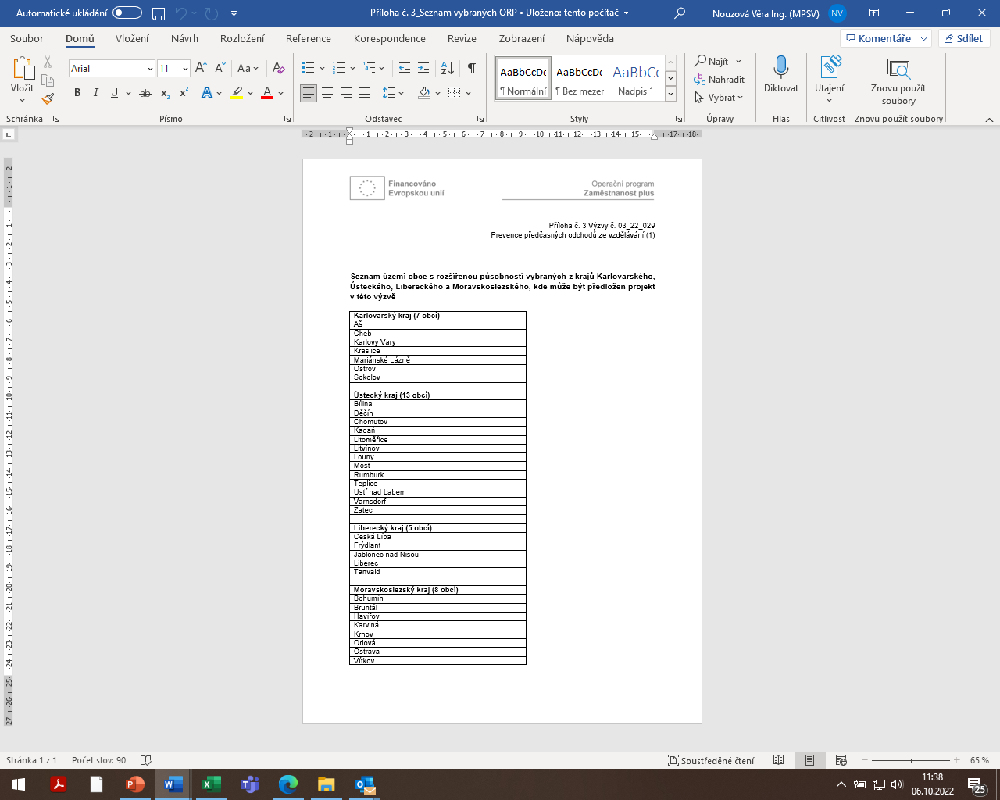 Automatické ukládání
Příloha č. 3_Seznam vybraných ORP • Uloženo: tento počítač
Nouzová Věra Ing. (MPSV)
NV
Soubor
Domů
Vložení
Návrh
Rozložení
Reference
Korespondence
Revize
Zobrazení
Nápověda
Komentáře
Sdílet
Vložit
Schránka
Arial
11
Písmo
Odstavec
AaBbCcDc
¶ Normální
AaBbCcDc
¶ Bez mezer
AaBbCc
Nadpis 1
Styly
Najít
Nahradit
Vybrat
Úpravy
Diktovat
Hlas
Utajení
Citlivost
Znovu použít
soubory
Znovu použít soubory
Financováno
Evropskou unií
Operační program
Zaměstnanost plus
Příloha č. 3 Výzvy č. 03_22_029
Prevence předčasných odchodů ze vzdělávání (1)
Seznam území obce s rozšířenou působností vybraných z krajů Karlovarského,
Ústeckého, Libereckého a Moravskoslezského, kde může být předložen projekt
v této výzvě
Karlovarský kraj (7 obcí)
Aš
Cheb
Karlovy Vary
Kraslice
Mariánské Lázně
Ostrov
Sokolov
Ústecký kraj (13 obcí)
Bílina
Děčín
Chomutov
Kadaň
Litoměřice
Litvínov
Louny
Most
Rumburk
Teplice
Ústí nad Labem
Varnsdorf
Žatec
Liberecký kraj (5 obcí)
Česká Lípa
Frýdlant
Jablonec nad Nisou
Liberec
Tanvald
Moravskoslezský kraj (8 obcí)
Bohumín
Bruntál
Havířov
Karviná
Krnov
Orlová
Ostrava
Vítkov
Stránka 1 z 1
Počet slov: 90
Soustředěné čtení
65 %
11:38
06.10.2022
25